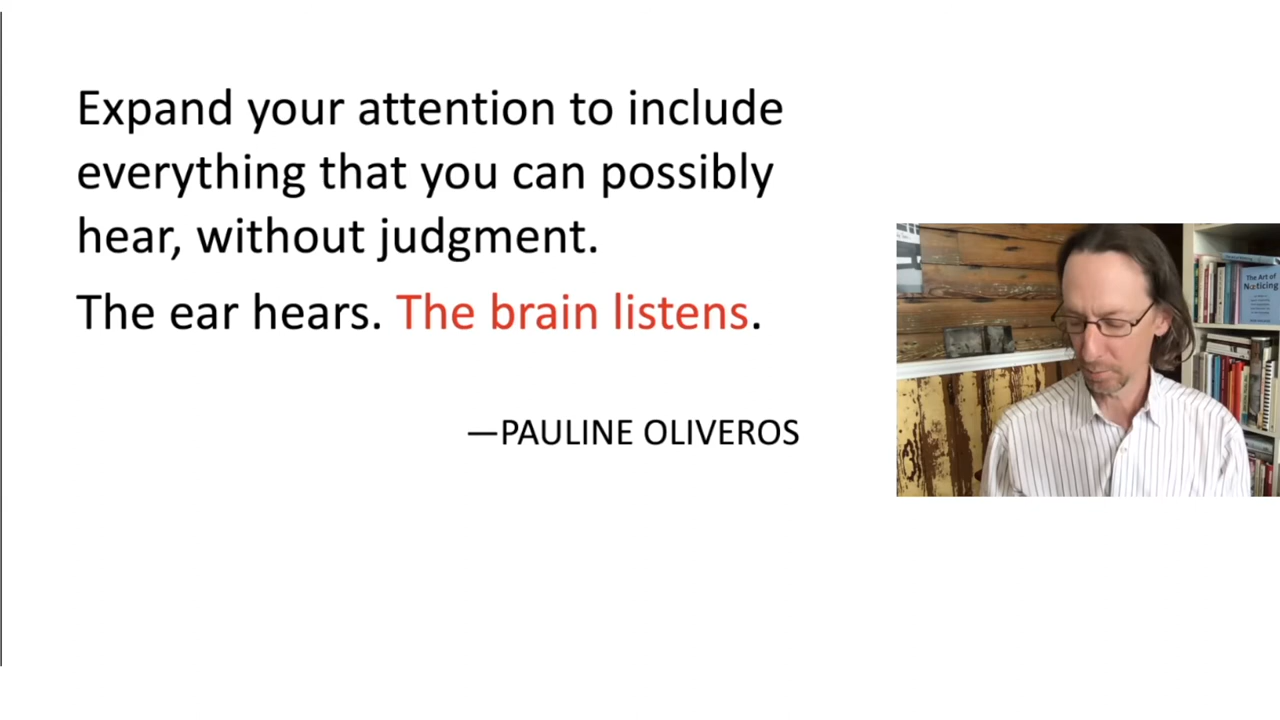 Expand your attention to include
everything that you can possibly
hear, without judgment.
The ear hears. The brain listens.
—PAULINE OLIVEROS
The Art of
Noticing